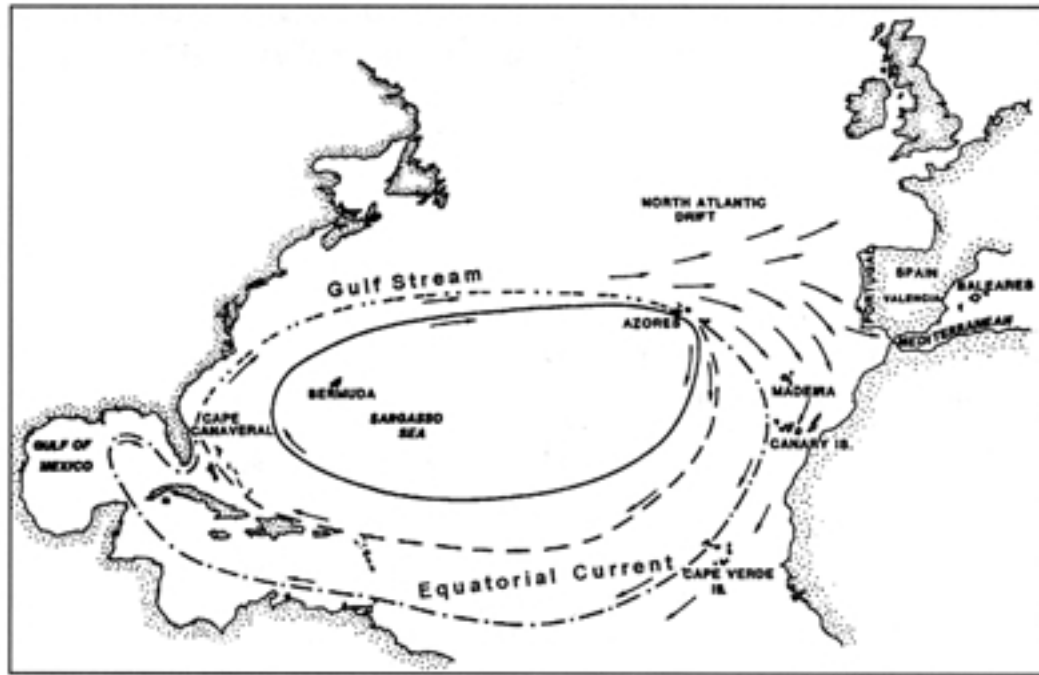 NORTH ATLANTIC
DRIFT
Gulf Stream
PORTUGAL
SPAIN
VALENCIA
BALEARES
MEDITERRANEAN
AZORES
BERMUDA
SARGASSO
SEA
MADEIRA
CANARY IS.
CAPE
CANAVERAL
GULF OF
MEXICO
Equatorial Current
CAPE VERDE
IS.